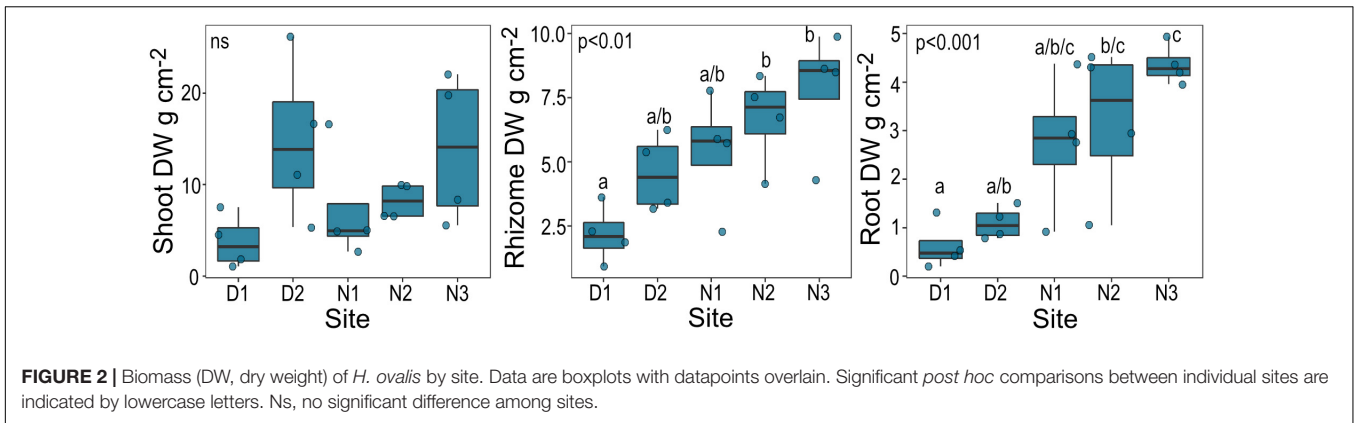 ns
20
10
0
Shoot DW g cm-2
D1 D2 N1 N2 N3
Site
p<0.01
10.0
7.5
5.0
2.5
Rhizome DW g cm-2
a a/b a/b b b
D1 D2 N1 N2 N3
Site
p<0.001
5
4
3
2
1
0
Root DW g cm-2
a a/b a/b/c b/c c
D1 D2 N1 N2 N3
Site
FIGURE 2 | Biomass (DW, dry weight) of H. ovalis by site. Data are boxplots with datapoints overlain. Significant post hoc comparisons between individual sites are
indicated by lowercase letters. Ns, no significant difference among sites.